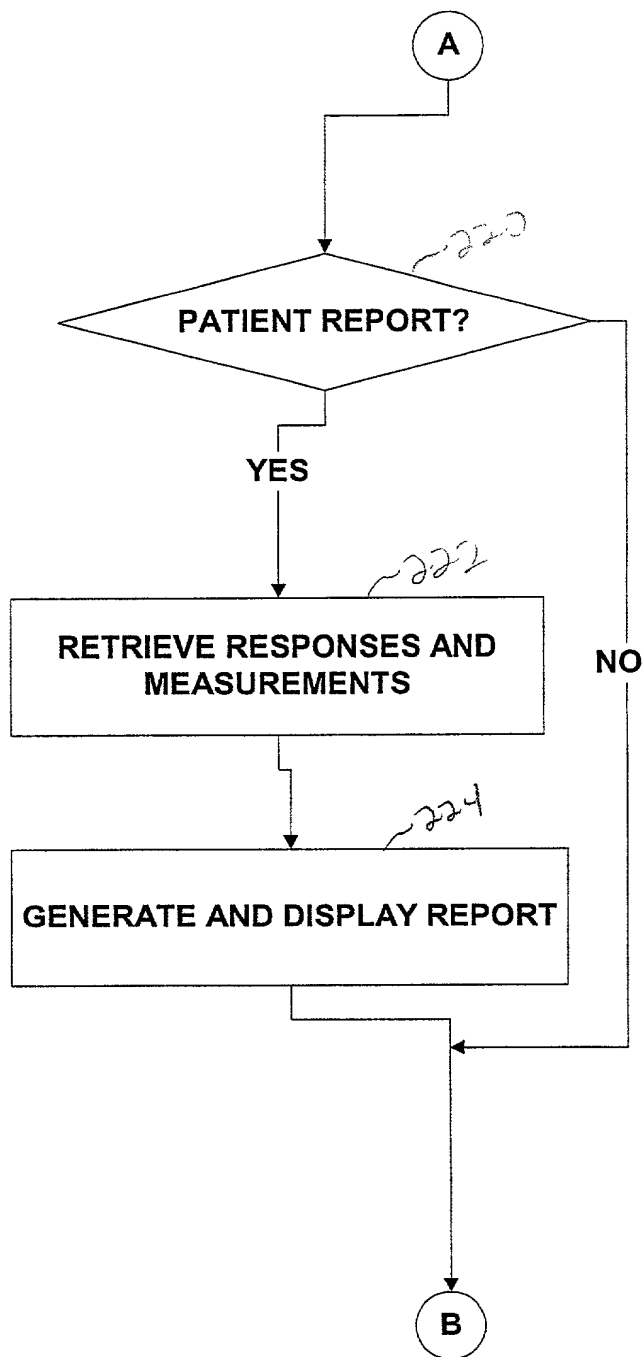 A
220
PATIENT REPORT?
YES
222
RETRIEVE RESPONSES AND
MEASUREMENTS
NO
224
GENERATE AND DISPLAY REPORT
B